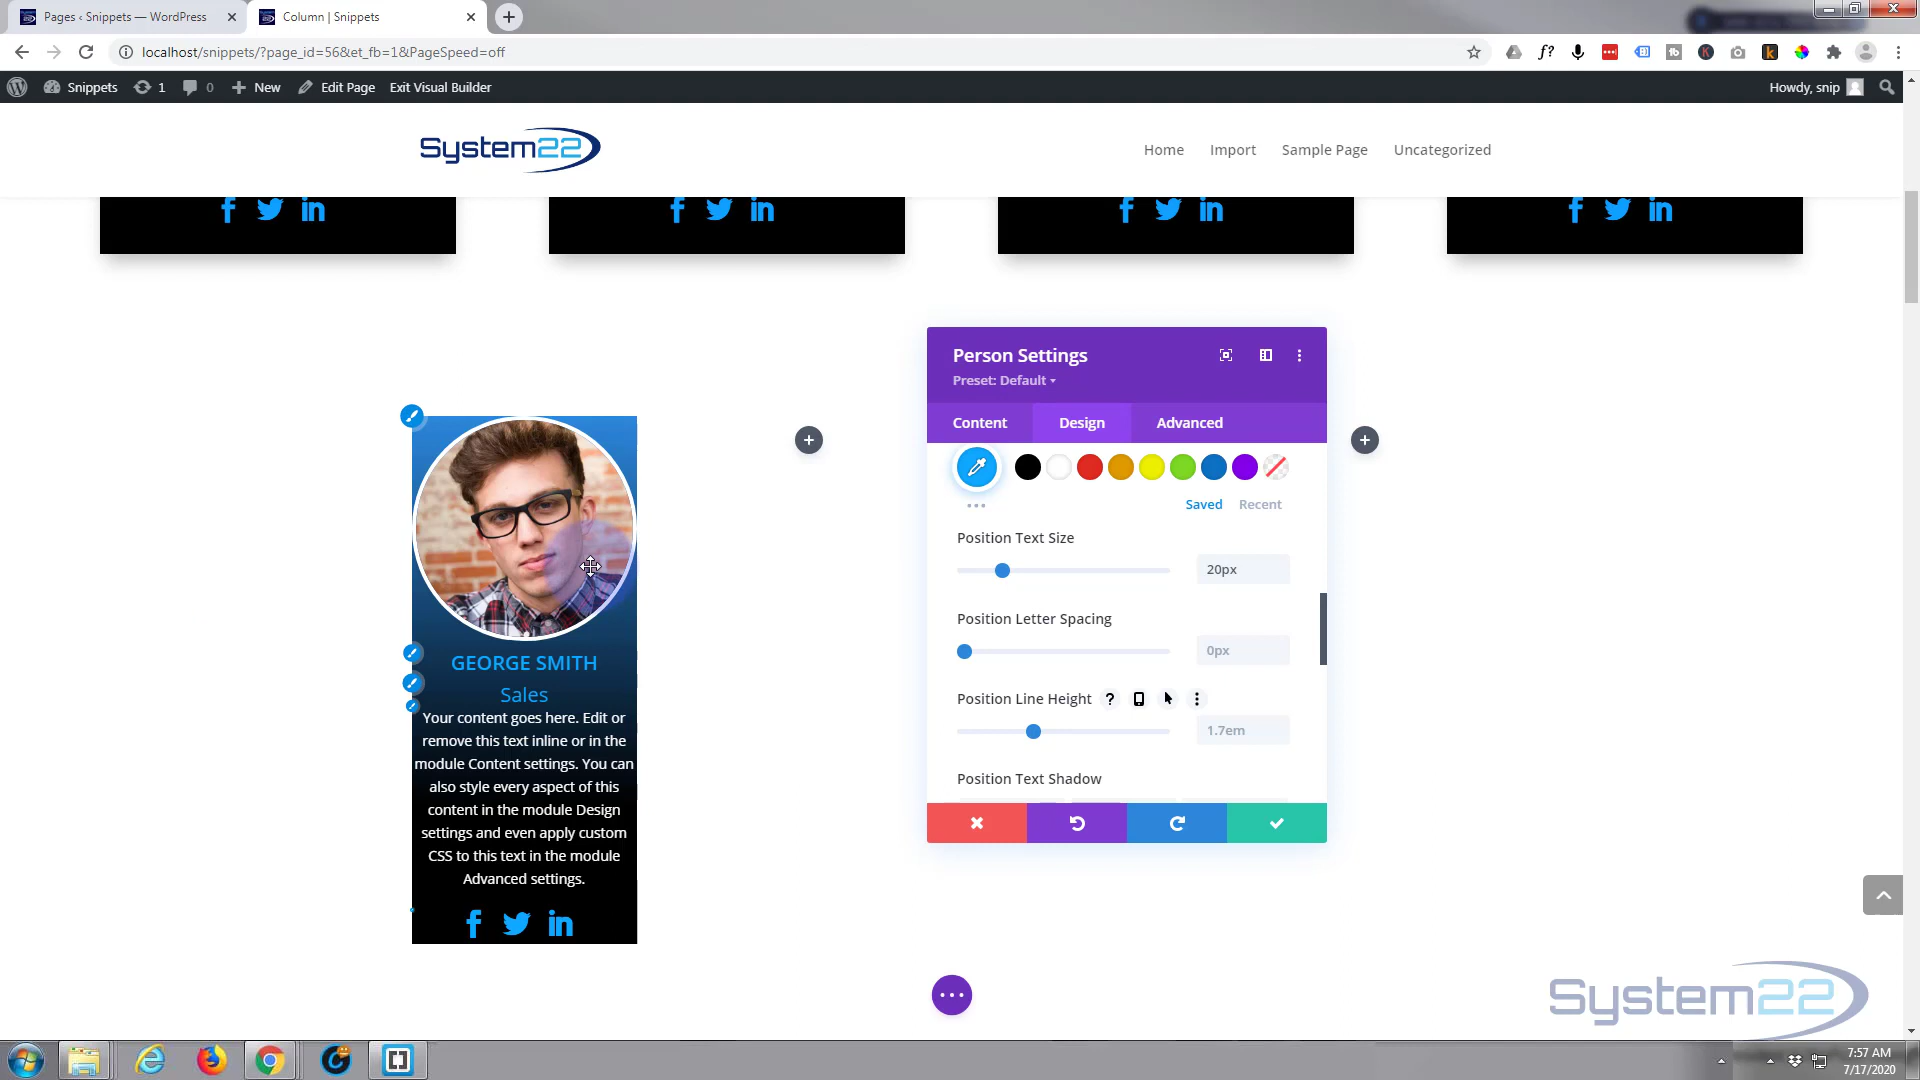 Pages ‹ Snippets — WordPress
Column | Snippets
localhost/snippets/?page_id=56&et_fb=1&PageSpeed=off
Snippets 1 0 New Edit Page Exit Visual Builder Howdy, snip
System22
Home Import Sample Page Uncategorized
Person Settings
Preset: Default
Content Design Advanced
Saved Recent
Position Text Size
20px
Position Letter Spacing
0px
Position Line Height ?
1.7em
Position Text Shadow
GEORGE SMITH
Sales
Your content goes here. Edit or
remove this text inline or in the
module Content settings. You can
also style every aspect of this
content in the module Design
settings and even apply custom
CSS to this text in the module
Advanced settings.
System22
7:57 AM
7/17/2020